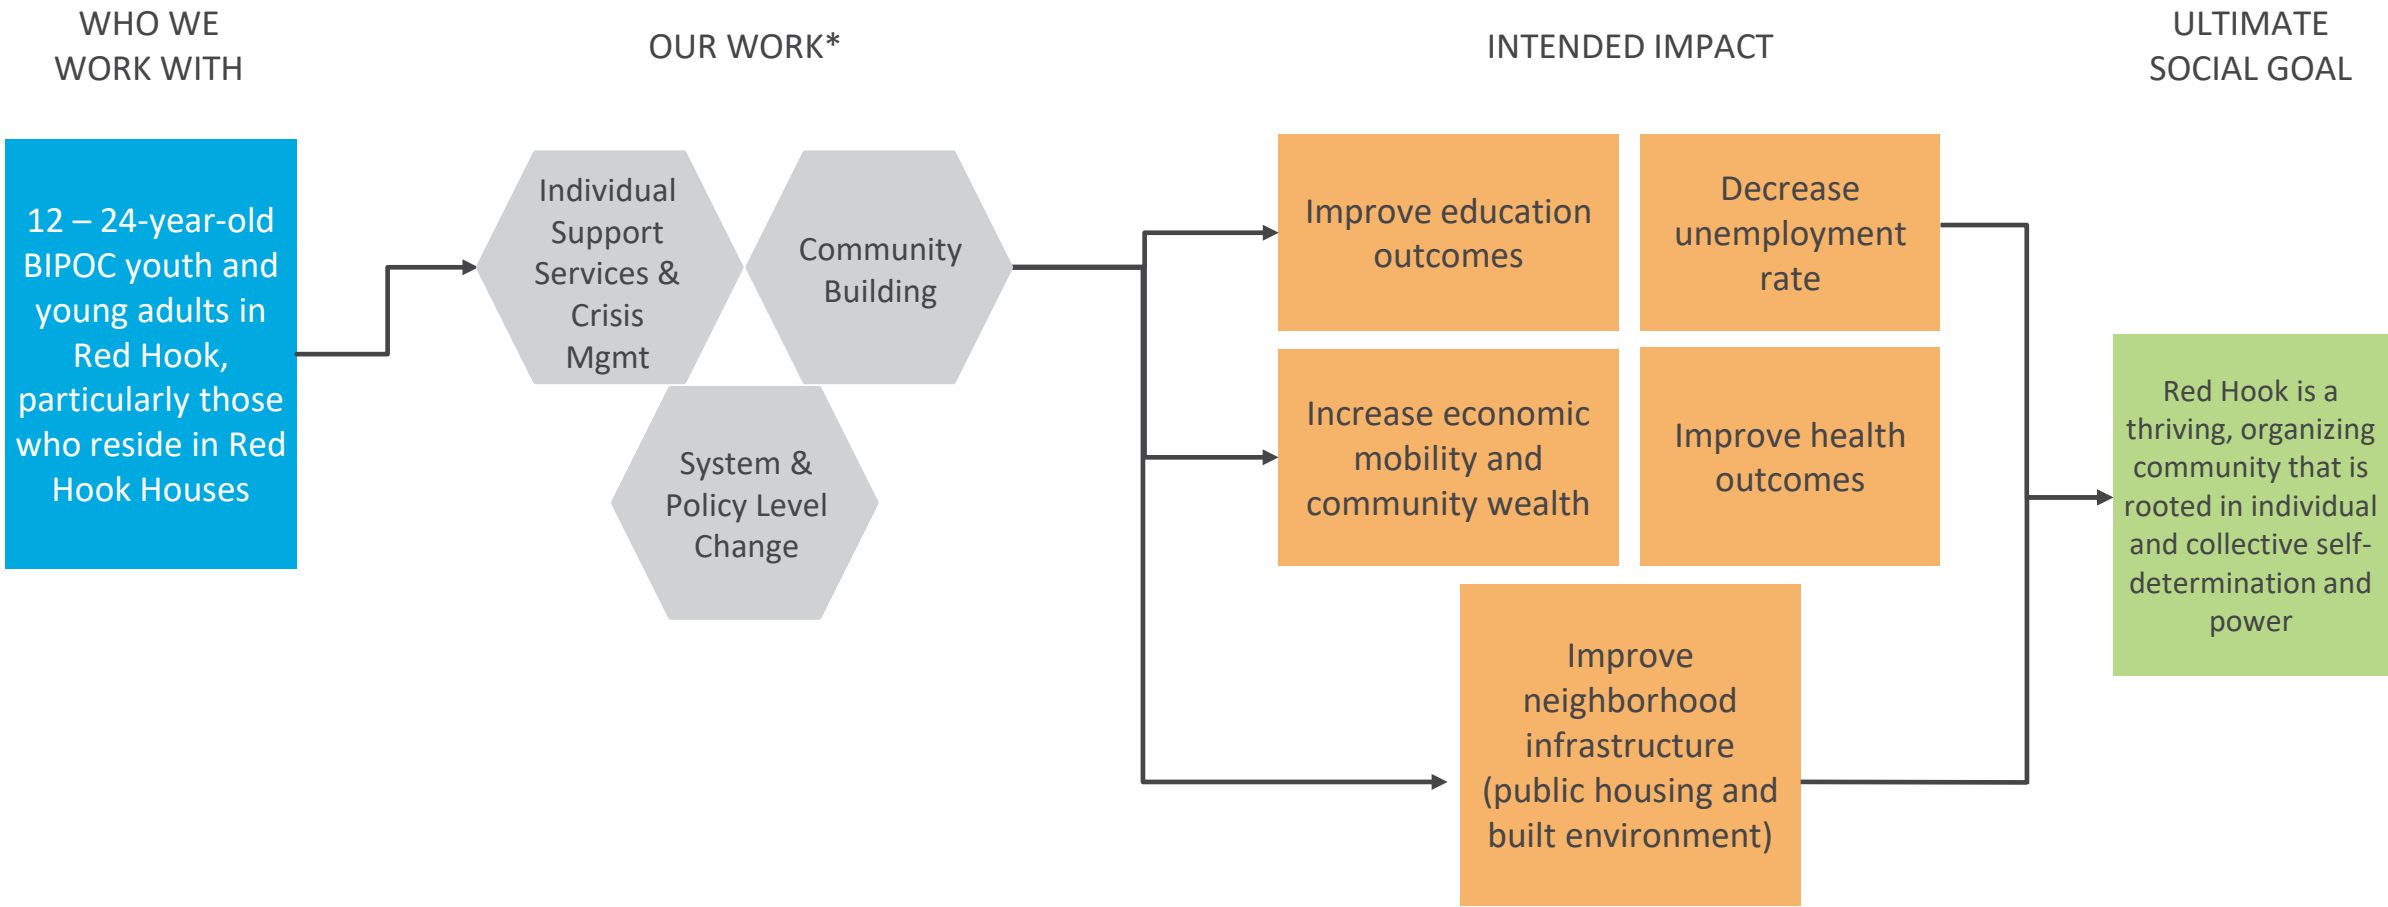 WHO WE
WORK WITH
OUR WORK*
INTENDED IMPACT
ULTIMATE
SOCIAL GOAL
12 – 24-year-old
BIPOC youth and
young adults in
Red Hook,
particularly those
who reside in Red
Hook Houses
Individual
Support
Services &
Crisis
Mgmt
Community
Building
System &
Policy Level
Change
Improve education
outcomes
Decrease
unemployment
rate
Increase economic
mobility and
community wealth
Improve health
outcomes
Improve
neighborhood
infrastructure
(public housing and
built environment)
Red Hook is a
thriving, organizing
community that is
rooted in individual
and collective self-
determination and
power